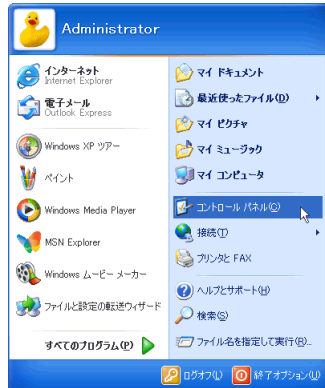 Administrator
インターネット
Internet Explorer
電子メール
Outlook Express
Windows XP ツアー
ペイント
Windows Media Player
MSN Explorer
Windows ムービー メーカー
ファイルと設定の転送ウィザード
すべてのプログラム(P)
マイ ドキュメント
最近使ったファイル(D)
マイ ピクチャ
マイ ミュージック
マイ コンピュータ
コントロール パネル(C)
接続(T)
プリンタと FAX
ヘルプとサポート(H)
検索(S)
ファイル名を指定して実行(R)...
ログオフ(L)
終了オプション(U)